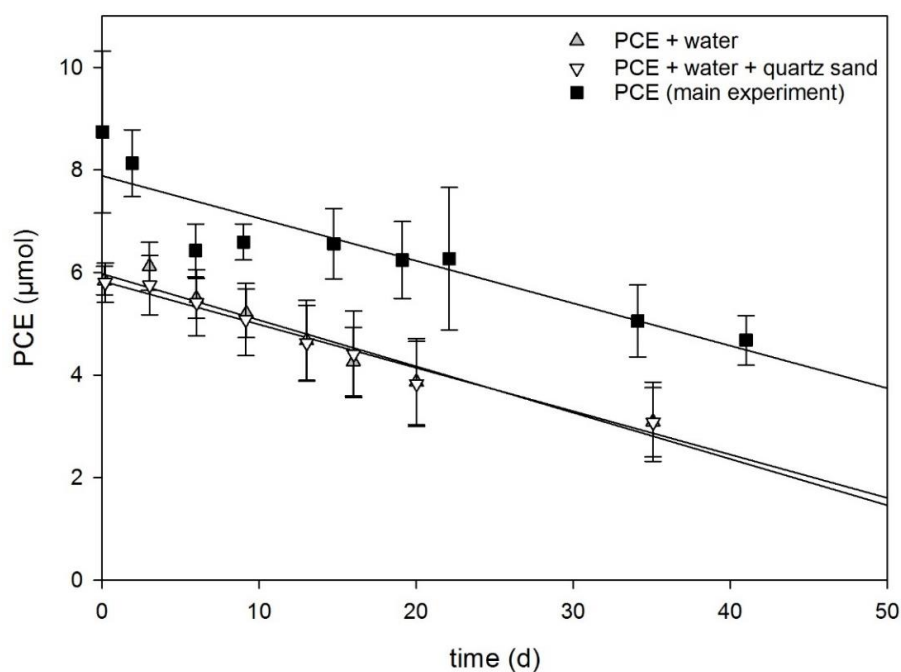 PCE + water
PCE + water + quartz sand
PCE (main experiment)
PCE (µmol)
10
8
6
4
2
0
0 10 20 30 40 50
time (d)